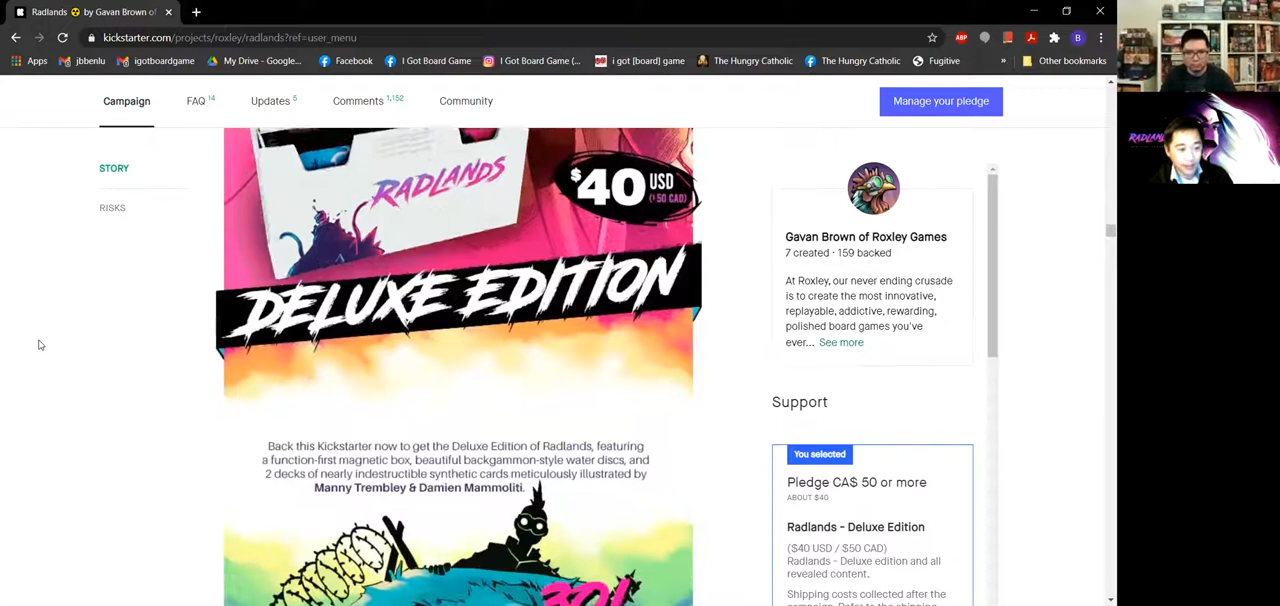 Radlands ☢ by Gavan Brown of
kickstarter.com/projects/roxley/radlands?ref=user_menu
ABP
B
Apps
jbbenlu
igotboardgame
My Drive - Google...
Facebook
I Got Board Game
I Got Board Game (...
i got [board] game
The Hungry Catholic
The Hungry Catholic
Fugitive
»
Other bookmarks
Campaign
FAQ 14
Updates 5
Comments 1,152
Community
Manage your pledge
STORY
RISKS
RADLANDS
$40 USD
($50 CAD)
DELUXE EDITION
Back this Kickstarter now to get the Deluxe Edition of Radlands, featuring
a function-first magnetic box, beautiful backgammon-style water discs, and
2 decks of nearly indestructible synthetic cards meticulously illustrated by
Manny Trembley & Damien Mammoliti.
Gavan Brown of Roxley Games
7 created · 159 backed
At Roxley, our never ending crusade
is to create the most innovative,
replayable, addictive, rewarding,
polished board games you've
ever... See more
Support
You selected
Pledge CA$ 50 or more
ABOUT $40
Radlands - Deluxe Edition
($40 USD / $50 CAD)
Radlands - Deluxe edition and all
revealed content.
Shipping costs collected after the
campaign. Refer to the shipping